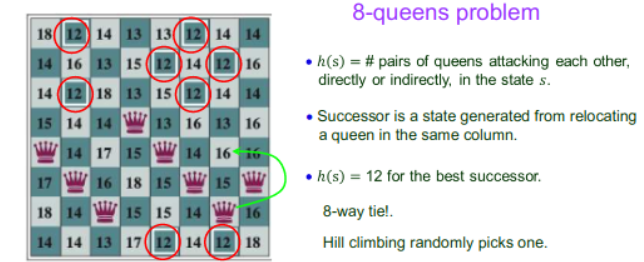 8-queens problem
18 12 14 13 13 12 14 14
14 16 13 15 12 14 12 16
14 12 18 13 15 12 14 14
15 14 14 13 16 13 16
14 17 15 14 16 16
17 16 18 15 15
18 14 15 15 14 16
14 14 13 17 12 14 12 18
• h(s) = # pairs of queens attacking each other,
directly or indirectly, in the state s.
• Successor is a state generated from relocating
a queen in the same column.
• h(s) = 12 for the best successor.
8-way tie!.
Hill climbing randomly picks one.